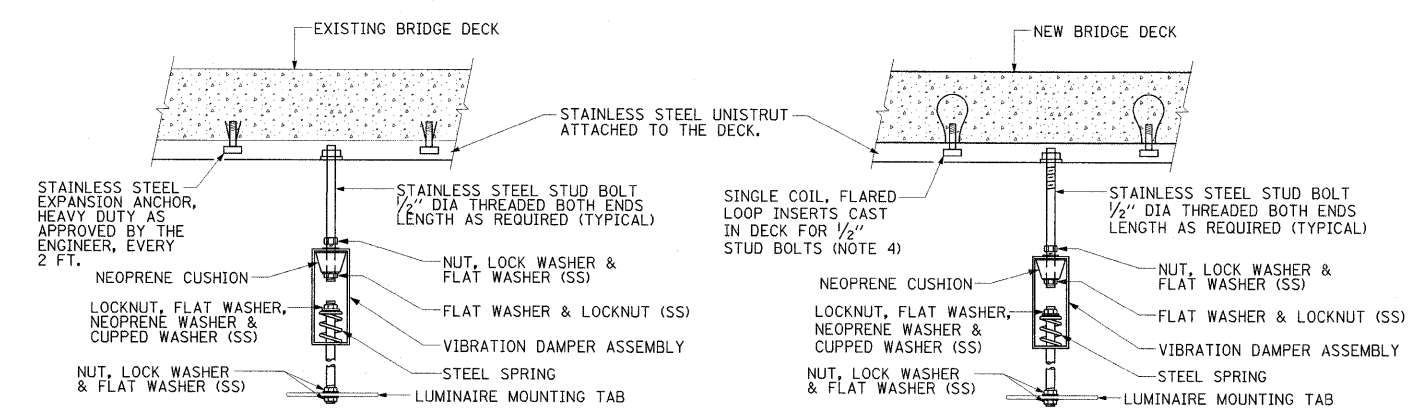 EXISTING BRIDGE DECK
STAINLESS STEEL UNISTRUT
ATTACHED TO THE DECK.
STAINLESS STEEL
EXPANSION ANCHOR,
HEAVY DUTY AS
APPROVED BY THE
ENGINEER, EVERY
2 FT.
STAINLESS STEEL STUD BOLT
1/2" DIA THREADED BOTH ENDS
LENGTH AS REQUIRED (TYPICAL)
NUT, LOCK WASHER &
FLAT WASHER (SS)
NEOPRENE CUSHION
FLAT WASHER & LOCKNUT (SS)
LOCKNUT, FLAT WASHER,
NEOPRENE WASHER &
CUPPED WASHER (SS)
VIBRATION DAMPER ASSEMBLY
STEEL SPRING
NUT, LOCK WASHER
& FLAT WASHER (SS)
LUMINAIRE MOUNTING TAB
NEW BRIDGE DECK
SINGLE COIL, FLARED
LOOP INSERTS CAST
IN DECK FOR 1/2"
STUD BOLTS (NOTE 4)
STAINLESS STEEL STUD BOLT
1/2" DIA THREADED BOTH ENDS
LENGTH AS REQUIRED (TYPICAL)
NUT, LOCK WASHER &
FLAT WASHER (SS)
NEOPRENE CUSHION
FLAT WASHER & LOCKNUT (SS)
LOCKNUT, FLAT WASHER,
NEOPRENE WASHER &
CUPPED WASHER (SS)
VIBRATION DAMPER ASSEMBLY
STEEL SPRING
NUT, LOCK WASHER
& FLAT WASHER (SS)
LUMINAIRE MOUNTING TAB